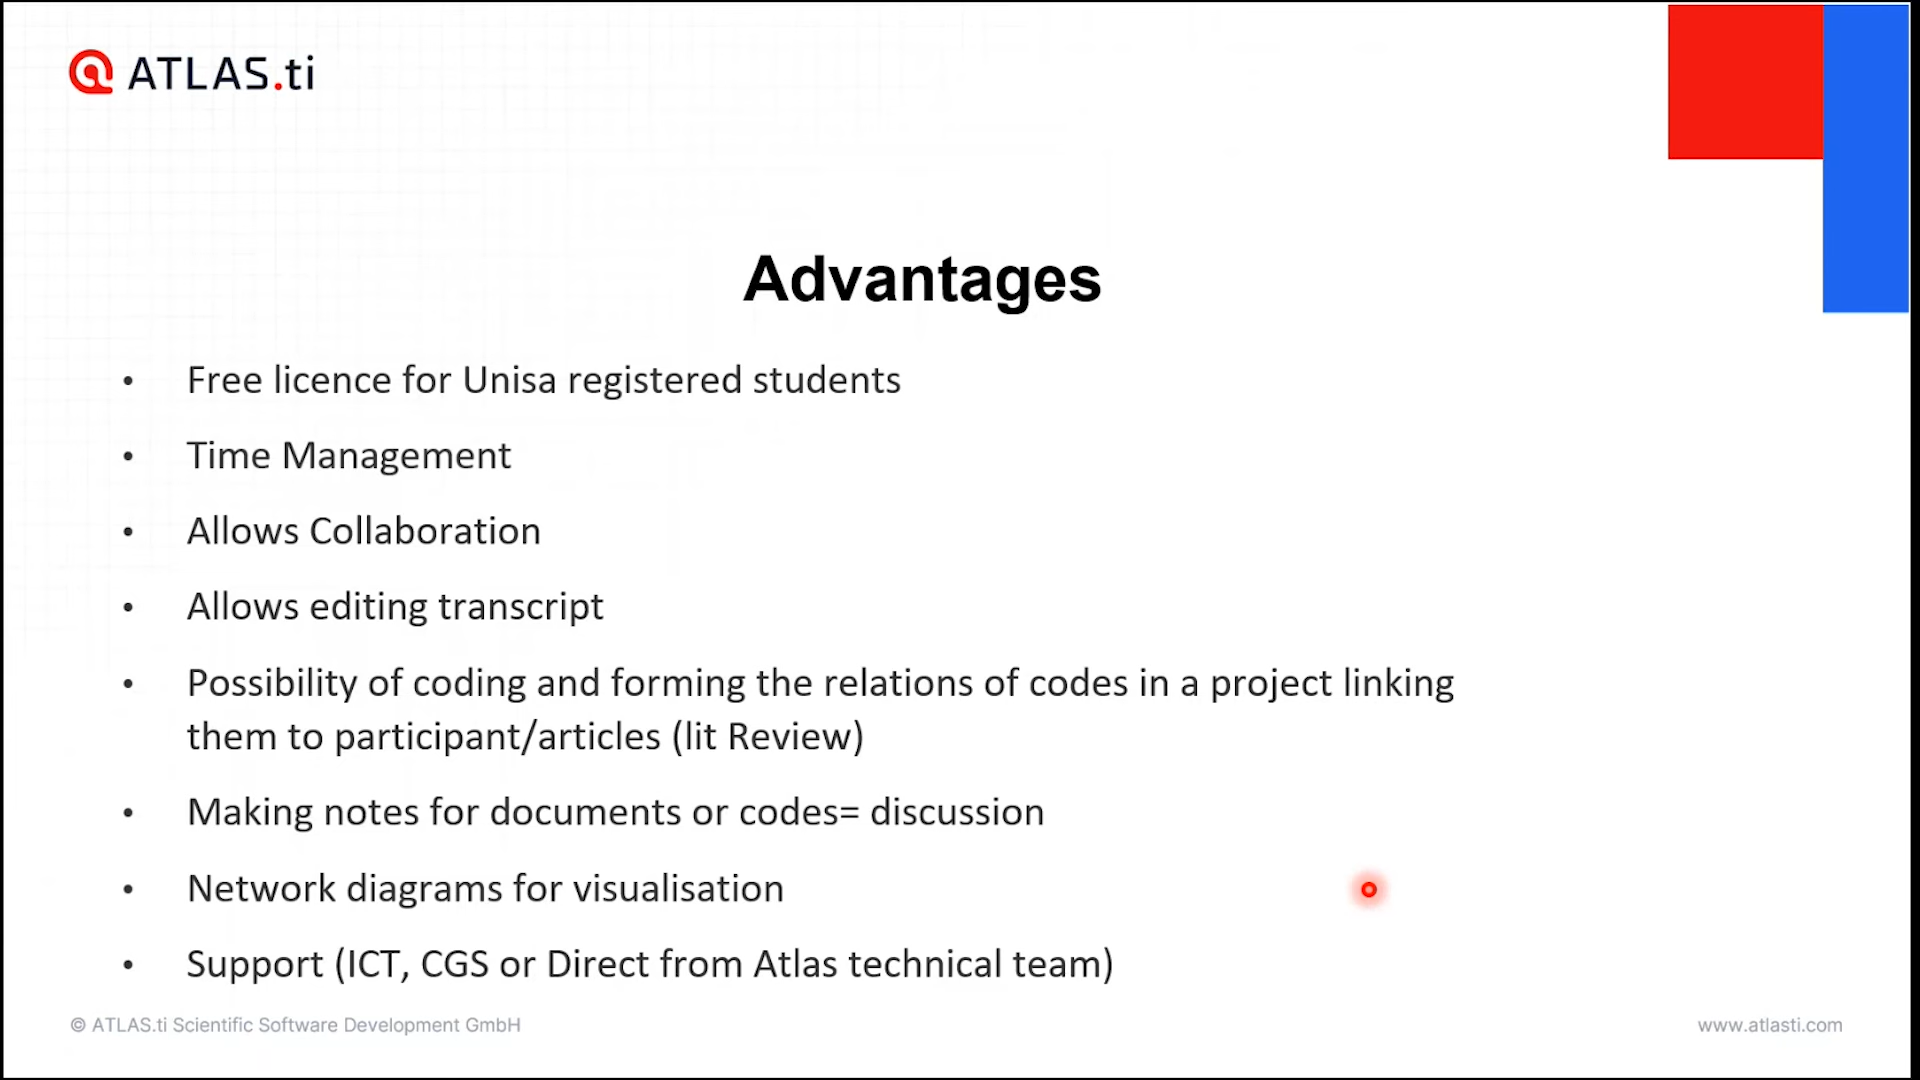 ATLAS.ti
Advantages
• Free licence for Unisa registered students
• Time Management
• Allows Collaboration
• Allows editing transcript
• Possibility of coding and forming the relations of codes in a project linking
them to participant/articles (lit Review)
• Making notes for documents or codes= discussion
• Network diagrams for visualisation
• Support (ICT, CGS or Direct from Atlas technical team)
© ATLAS.ti Scientific Software Development GmbH
www.atlasti.com